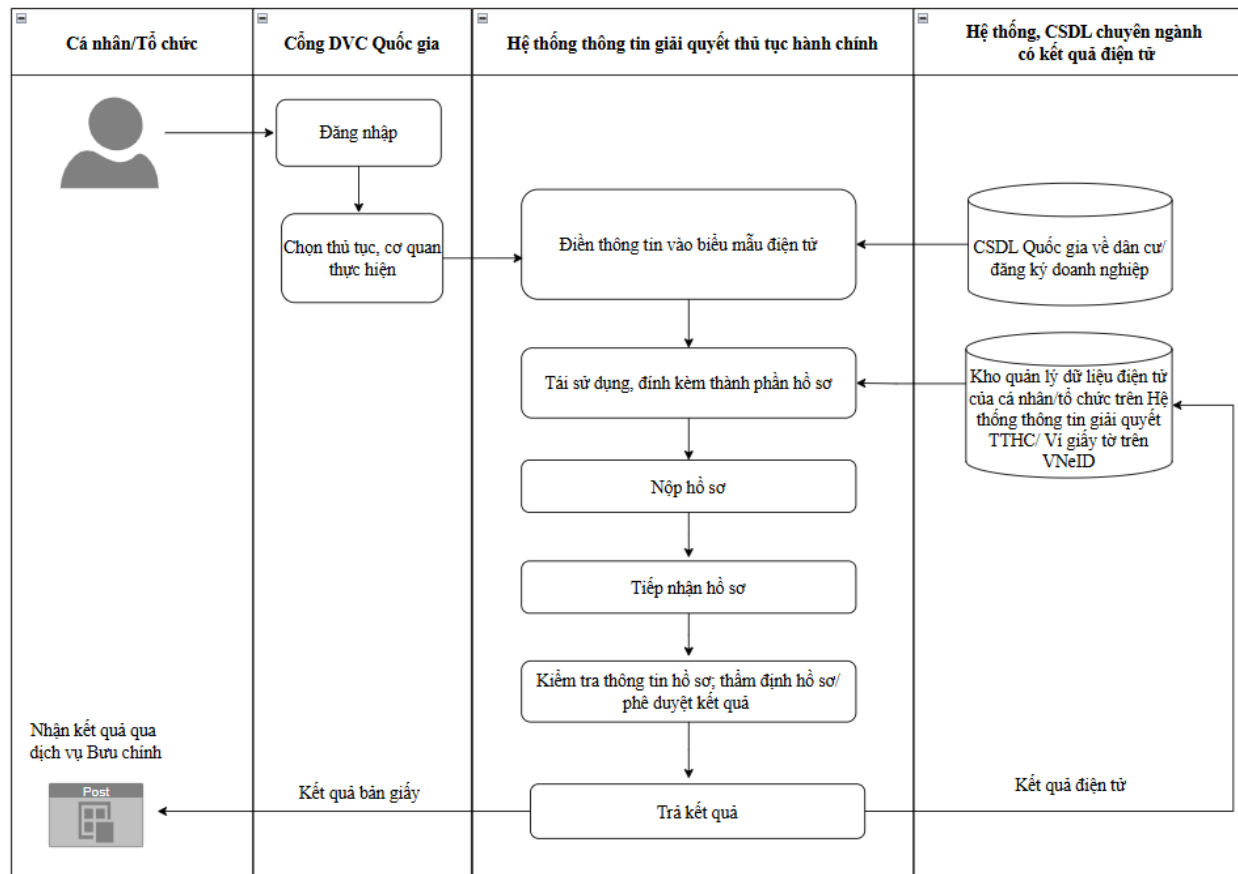 Cá nhân/Tổ chức
Cổng DVC Quốc gia
Hệ thống thông tin giải quyết thủ tục hành chính
Hệ thống, CSDL chuyên ngành
có kết quả điện tử
Đăng nhập
Chọn thủ tục, cơ quan
thực hiện
Điền thông tin vào biểu mẫu điện tử
CSDL Quốc gia về dân cư/
đăng ký doanh nghiệp
Tái sử dụng, đính kèm thành phần hồ sơ
Kho quản lý dữ liệu điện tử
của cá nhân/tổ chức trên Hệ
thống thông tin giải quyết
TTHC/ Ví giấy tờ trên
VNeID
Nộp hồ sơ
Tiếp nhận hồ sơ
Kiểm tra thông tin hồ sơ; thẩm định hồ sơ/
phê duyệt kết quả
Nhận kết quả qua
dịch vụ Bưu chính
Post
Kết quả bản giấy
Trả kết quả
Kết quả điện tử